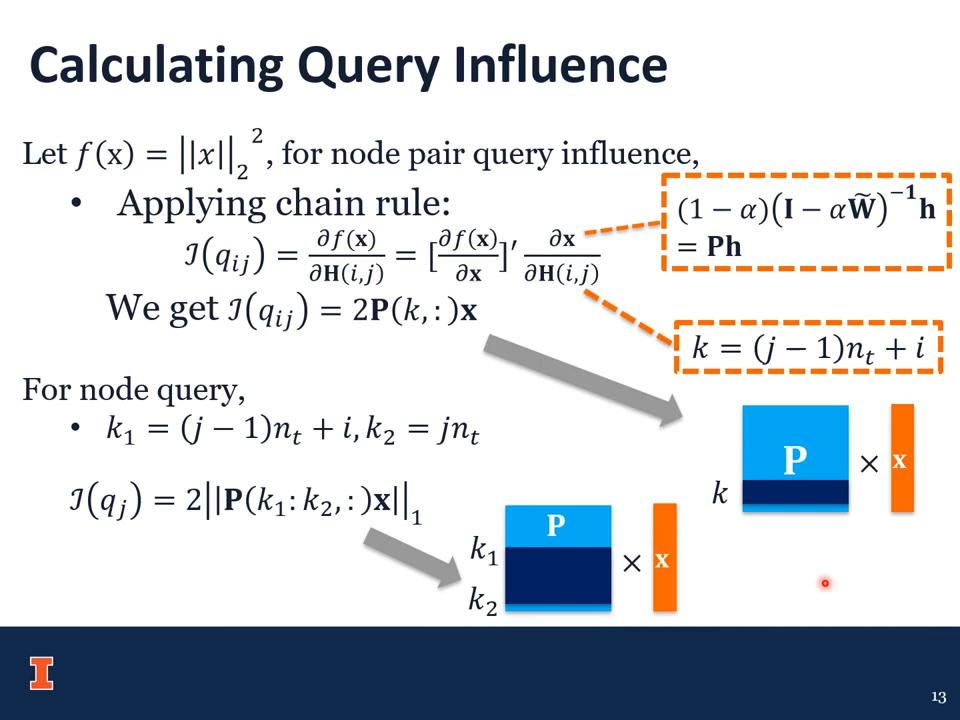 Calculating Query Influence
Let 𝑓(x) = ||𝑥||₂², for node pair query influence,
• Applying chain rule:
ℐ(𝑞ᵢⱼ) = ∂𝑓(𝐱)/∂𝐇(𝑖,𝑗) = [∂𝑓(𝐱)/∂𝐱]′ ∂𝐱/∂𝐇(𝑖,𝑗)
(1 − 𝛼)(𝐈 − 𝛼𝐖̃)⁻¹𝐡
= 𝐏𝐡
We get ℐ(𝑞ᵢⱼ) = 2𝐏(𝑘, :)𝐱
𝑘 = (𝑗 − 1)𝑛ₜ + 𝑖
For node query,
• 𝑘₁ = (𝑗 − 1)𝑛ₜ + 𝑖, 𝑘₂ = 𝑗𝑛ₜ
𝐏 × 𝐱
𝑘
ℐ(𝑞ⱼ) = 2||𝐏(𝑘₁: 𝑘₂, :)𝐱||₁
𝐏
𝑘₁
× 𝐱
𝑘₂
I
13